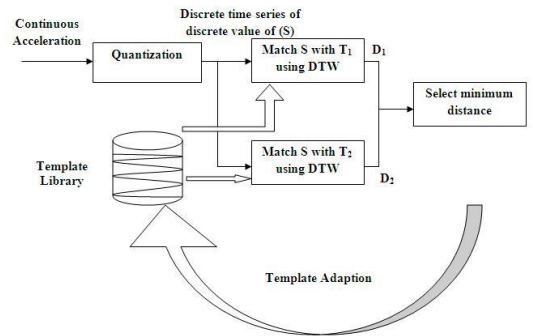 Discrete time series of
discrete value of (S)
Continuous
Acceleration
Quantization
Match S with T₁
using DTW
D₁
Select minimum
distance
Template
Library
Match S with T₂
using DTW
D₂
Template Adaption